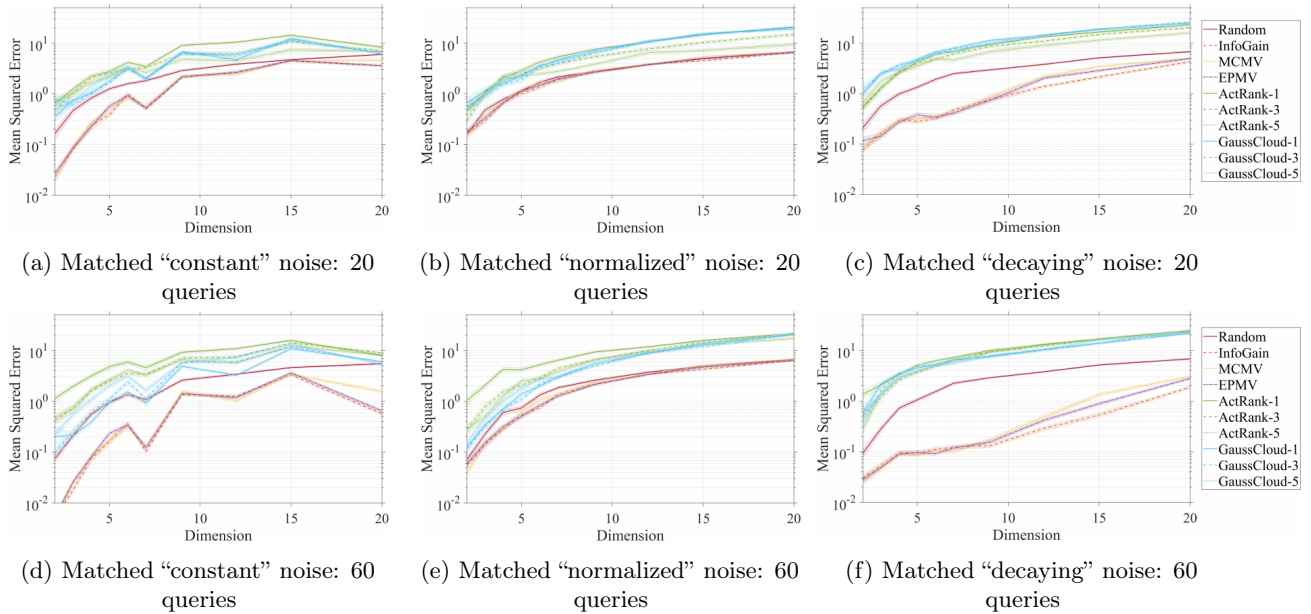 Mean Squared Error
10^1
10^0
10^-1
10^-2
5
10
15
20
Dimension
Mean Squared Error
10^1
10^0
10^-1
10^-2
5
10
15
20
Dimension
Mean Squared Error
10^1
10^0
10^-1
10^-2
5
10
15
20
Dimension
Random
InfoGain
MCMV
EPMV
ActRank-1
ActRank-3
ActRank-5
GaussCloud-1
GaussCloud-3
GaussCloud-5
(a) Matched “constant” noise: 20
queries
(b) Matched “normalized” noise: 20
queries
(c) Matched “decaying” noise: 20
queries
Mean Squared Error
10^1
10^0
10^-1
10^-2
5
10
15
20
Dimension
Mean Squared Error
10^1
10^0
10^-1
10^-2
5
10
15
20
Dimension
Mean Squared Error
10^1
10^0
10^-1
10^-2
5
10
15
20
Dimension
Random
InfoGain
MCMV
EPMV
ActRank-1
ActRank-3
ActRank-5
GaussCloud-1
GaussCloud-3
GaussCloud-5
(d) Matched “constant” noise: 60
queries
(e) Matched “normalized” noise: 60
queries
(f) Matched “decaying” noise: 60
queries